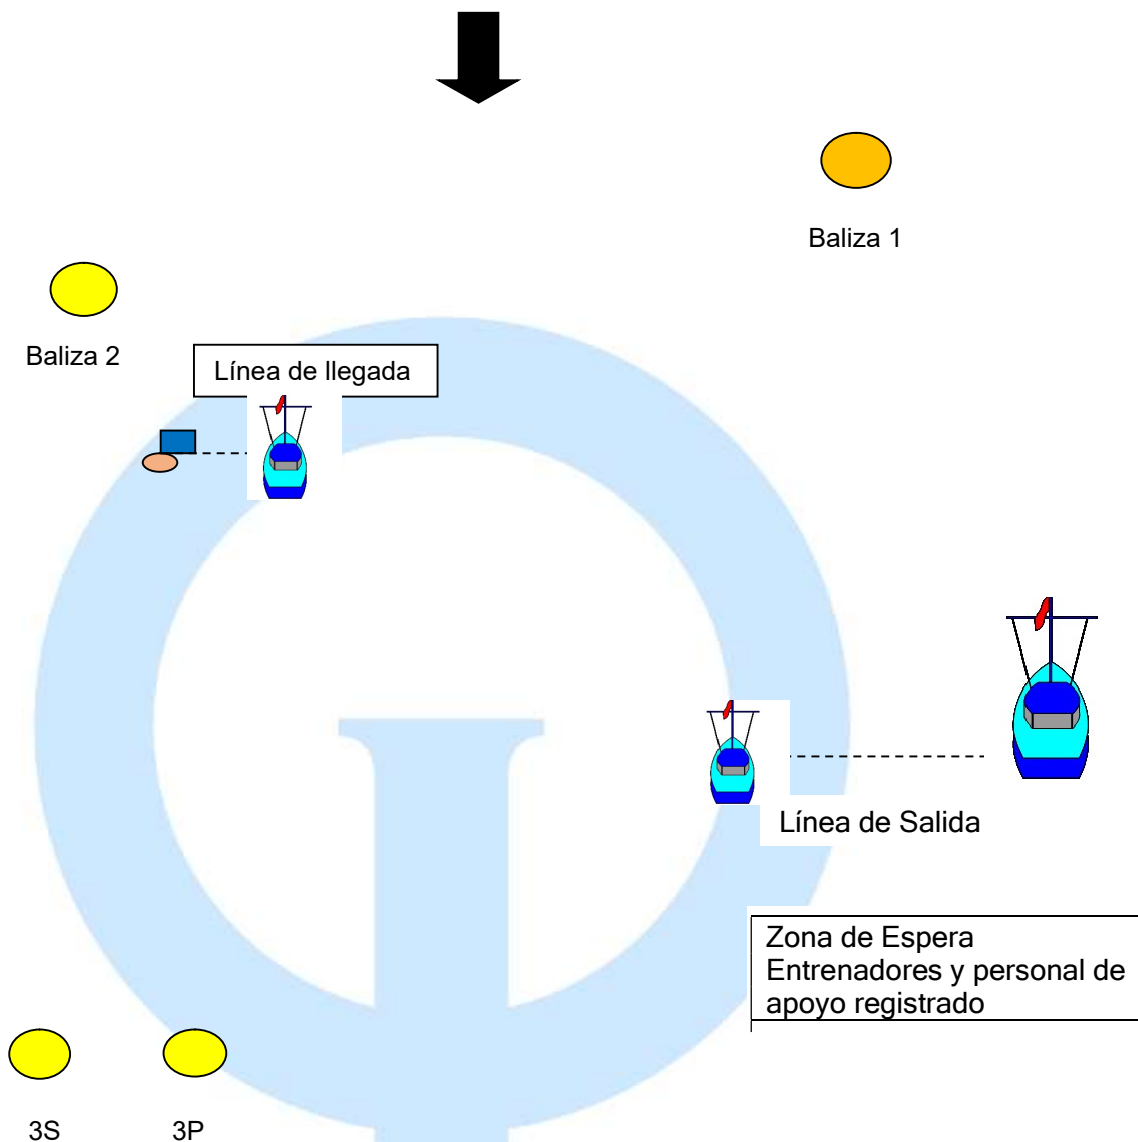 Baliza 1
Baliza 2
Línea de llegada
Línea de Salida
Zona de Espera
Entrenadores y personal de
apoyo registrado
3S
3P